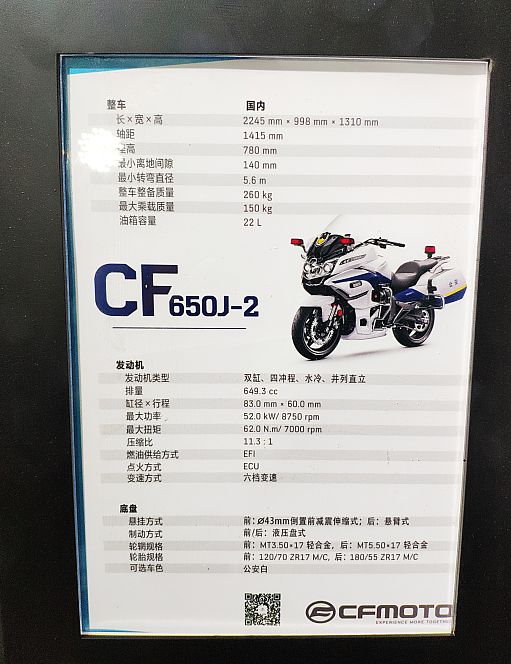 整车 国内
长×宽×高 2245 mm × 998 mm × 1310 mm
轴距 1415 mm
座高 780 mm
最小离地间隙 140 mm
最小转弯直径 5.6 m
整车整备质量 260 kg
最大乘载质量 150 kg
油箱容量 22 L
CF650J-2
发动机
发动机类型 双缸、四冲程、水冷、并列直立
排量 649.3 cc
缸径×行程 83.0 mm × 60.0 mm
最大功率 52.0 kW/ 8750 rpm
最大扭矩 62.0 N.m/ 7000 rpm
压缩比 11.3 : 1
燃油供给方式 EFI
点火方式 ECU
变速方式 六档变速
底盘
悬挂方式 前：Ø43mm倒置前减震伸缩式；后：悬臂式
制动方式 前/后：液压盘式
轮辋规格 前：MT3.50×17 轻合金，后：MT5.50×17 轻合金
轮胎规格 前：120/70 ZR17 M/C, 后：180/55 ZR17 M/C
可选车色 公安白
CFMOTO
EXPERIENCE MORE TOGETHER